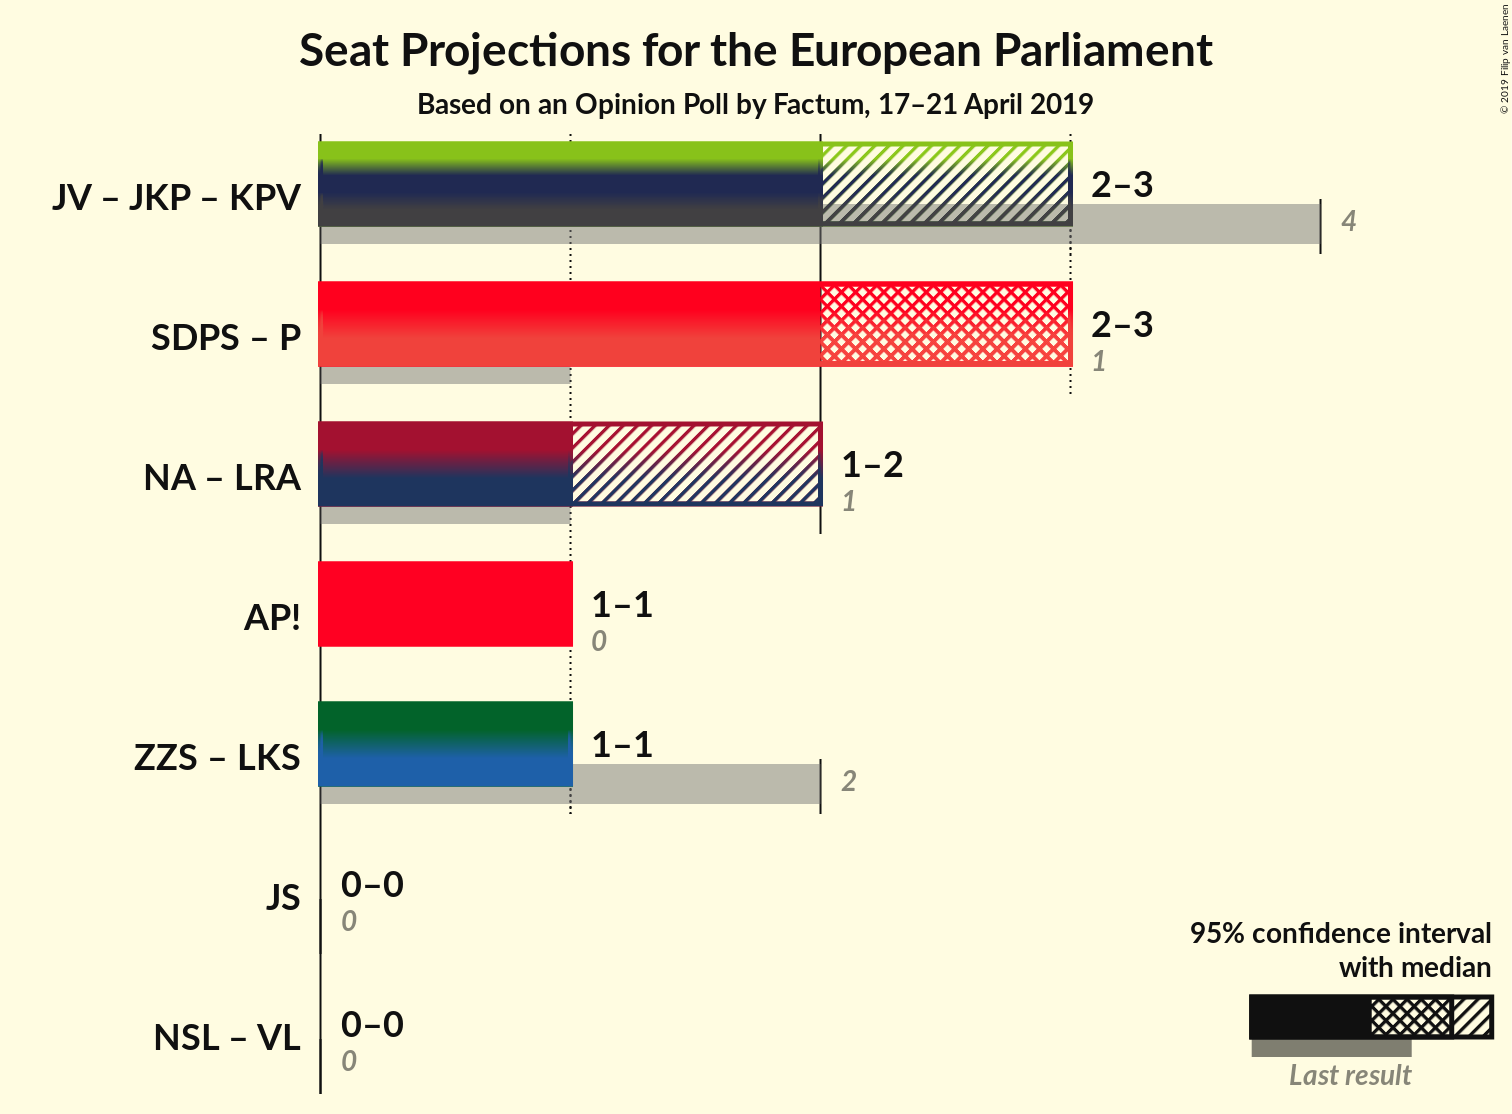 Seat Projections for the European Parliament
Based on an Opinion Poll by Factum, 17–21 April 2019
© 2019 Filip van Laenen
JV – JKP – KPV
2–3
4
SDPS – P
2–3
1
NA – LRA
1–2
1
AP!
1–1
0
ZZS – LKS
1–1
2
JS
0–0
0
NSL – VL
0–0
0
95% confidence interval
with median
Last result